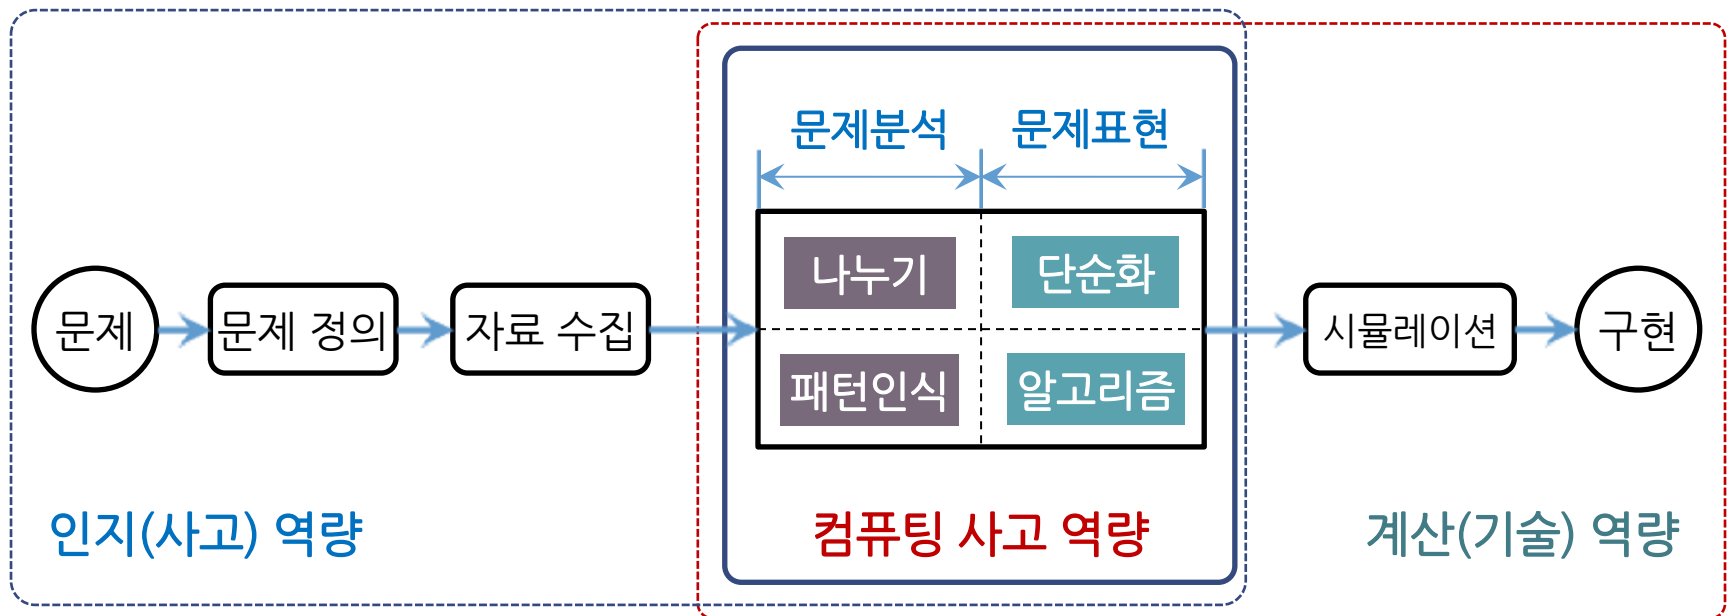 문제분석
문제표현
나누기
단순화
문제
문제 정의
자료 수집
시뮬레이션
구현
패턴인식
알고리즘
인지(사고) 역량
컴퓨팅 사고 역량
계산(기술) 역량